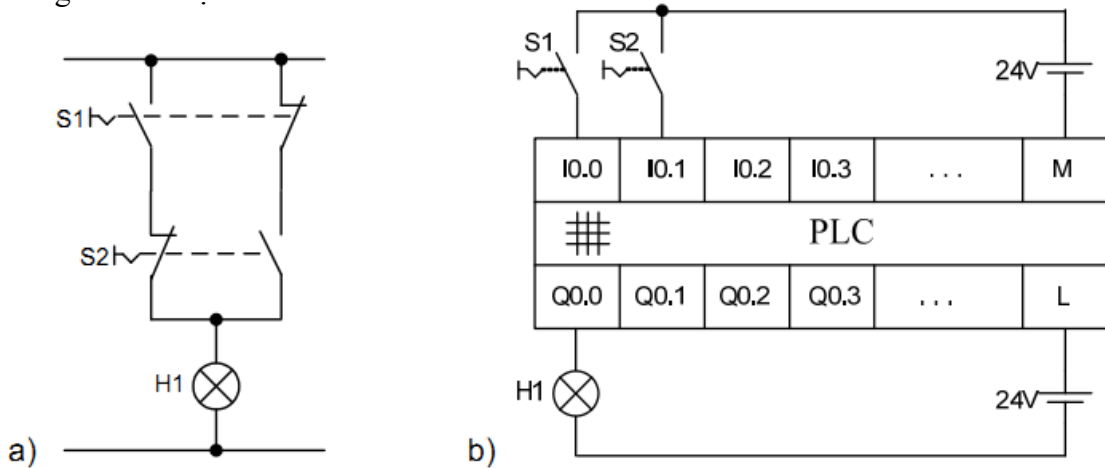 S1
S2
H1
a)
S1
S2
24V
I0.0 I0.1 I0.2 I0.3 ... M
PLC
Q0.0 Q0.1 Q0.2 Q0.3 ... L
H1
24V
b)